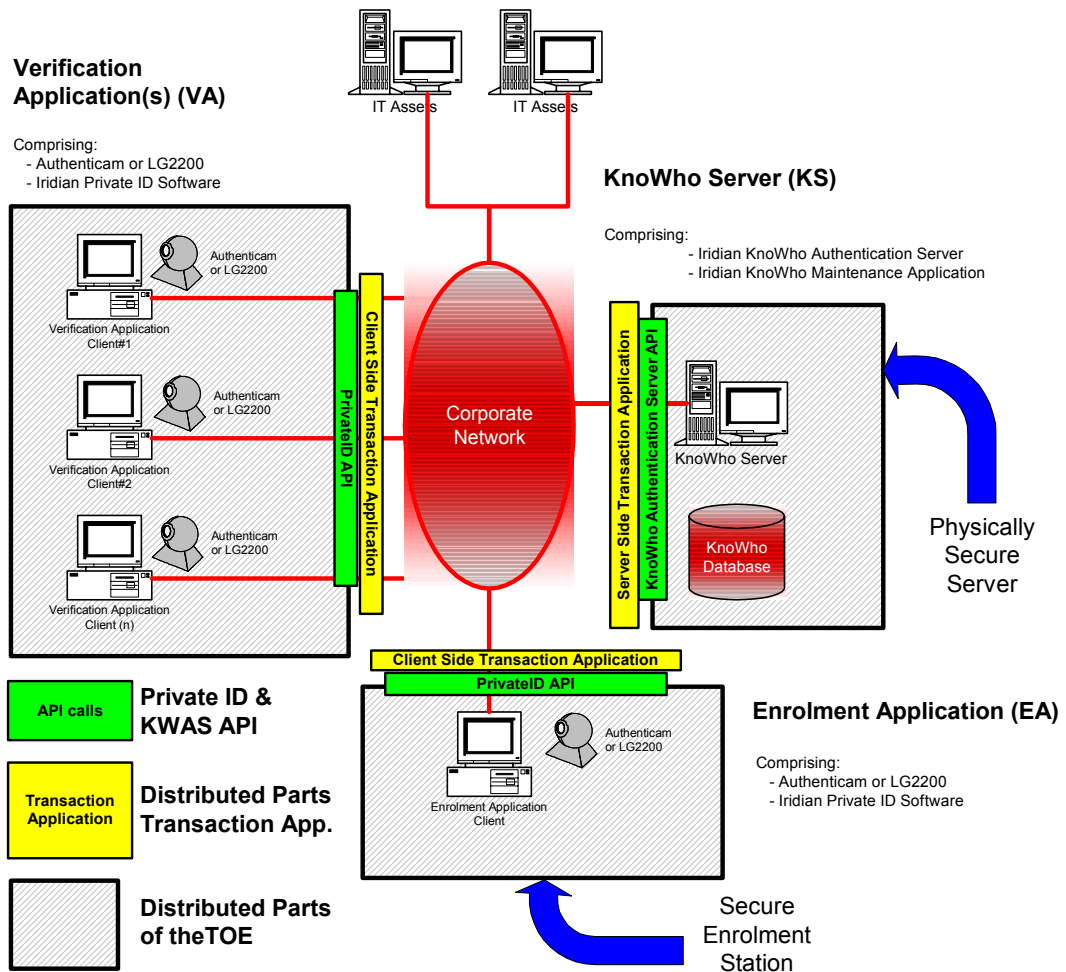 IT Assets
IT Assets
Verification
Application(s) (VA)
Comprising:
- Authenticam or LG2200
- Iridian Private ID Software
KnoWho Server (KS)
Comprising:
- Iridian KnoWho Authentication Server
- Iridian KnoWho Maintenance Application
Authenticam
or LG2200
Verification Application
Client#1
Authenticam
or LG2200
Verification Application
Client#2
Authenticam
or LG2200
Verification Application
Client (n)
PrivateID API
Client Side Transaction Application
Corporate
Network
Server Side Transaction Application
KnoWho Authentication Server API
KnoWho Server
KnoWho
Database
Physically
Secure
Server
Client Side Transaction Application
PrivateID API
Authenticam
or LG2200
Enrolment Application
Client
Enrolment Application (EA)
Comprising:
- Authenticam or LG2200
- Iridian Private ID Software
Secure
Enrolment
Station
API calls
Private ID &
KWAS API
Transaction
Application
Distributed Parts
Transaction App.
Distributed Parts
of theTOE